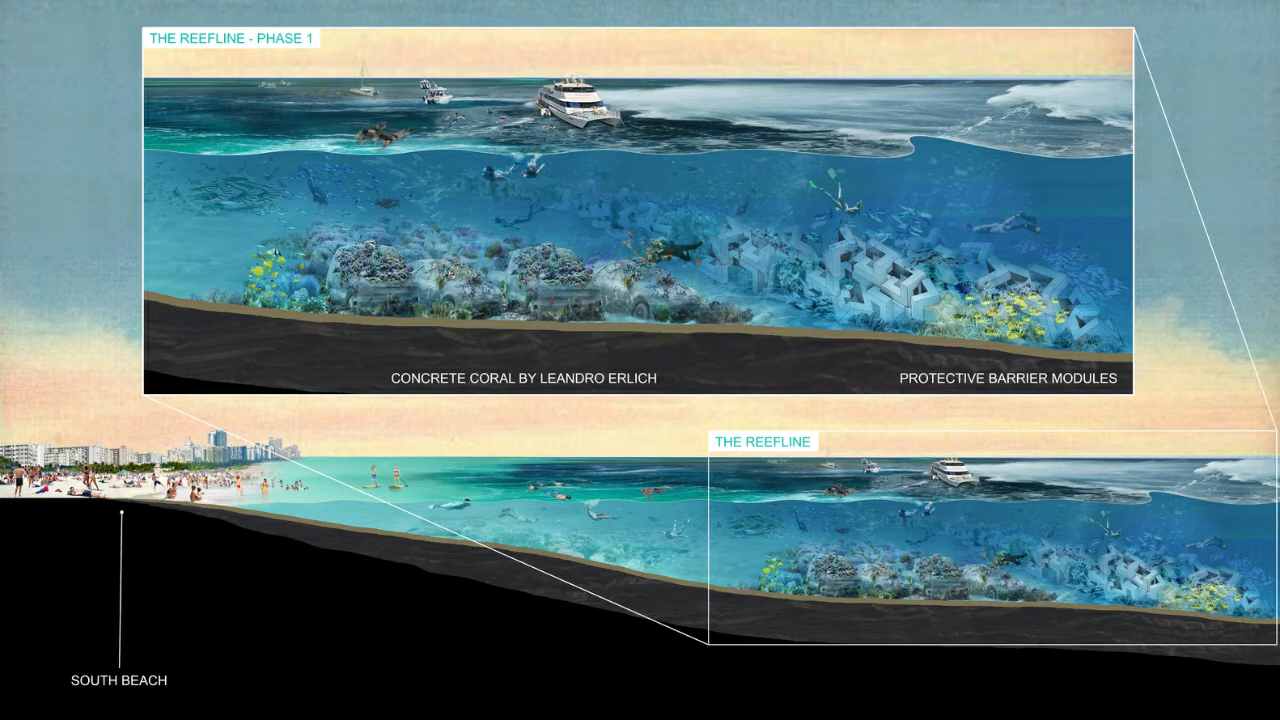 THE REEFLINE - PHASE 1
CONCRETE CORAL BY LEANDRO ERLICH
PROTECTIVE BARRIER MODULES
THE REEFLINE
SOUTH BEACH